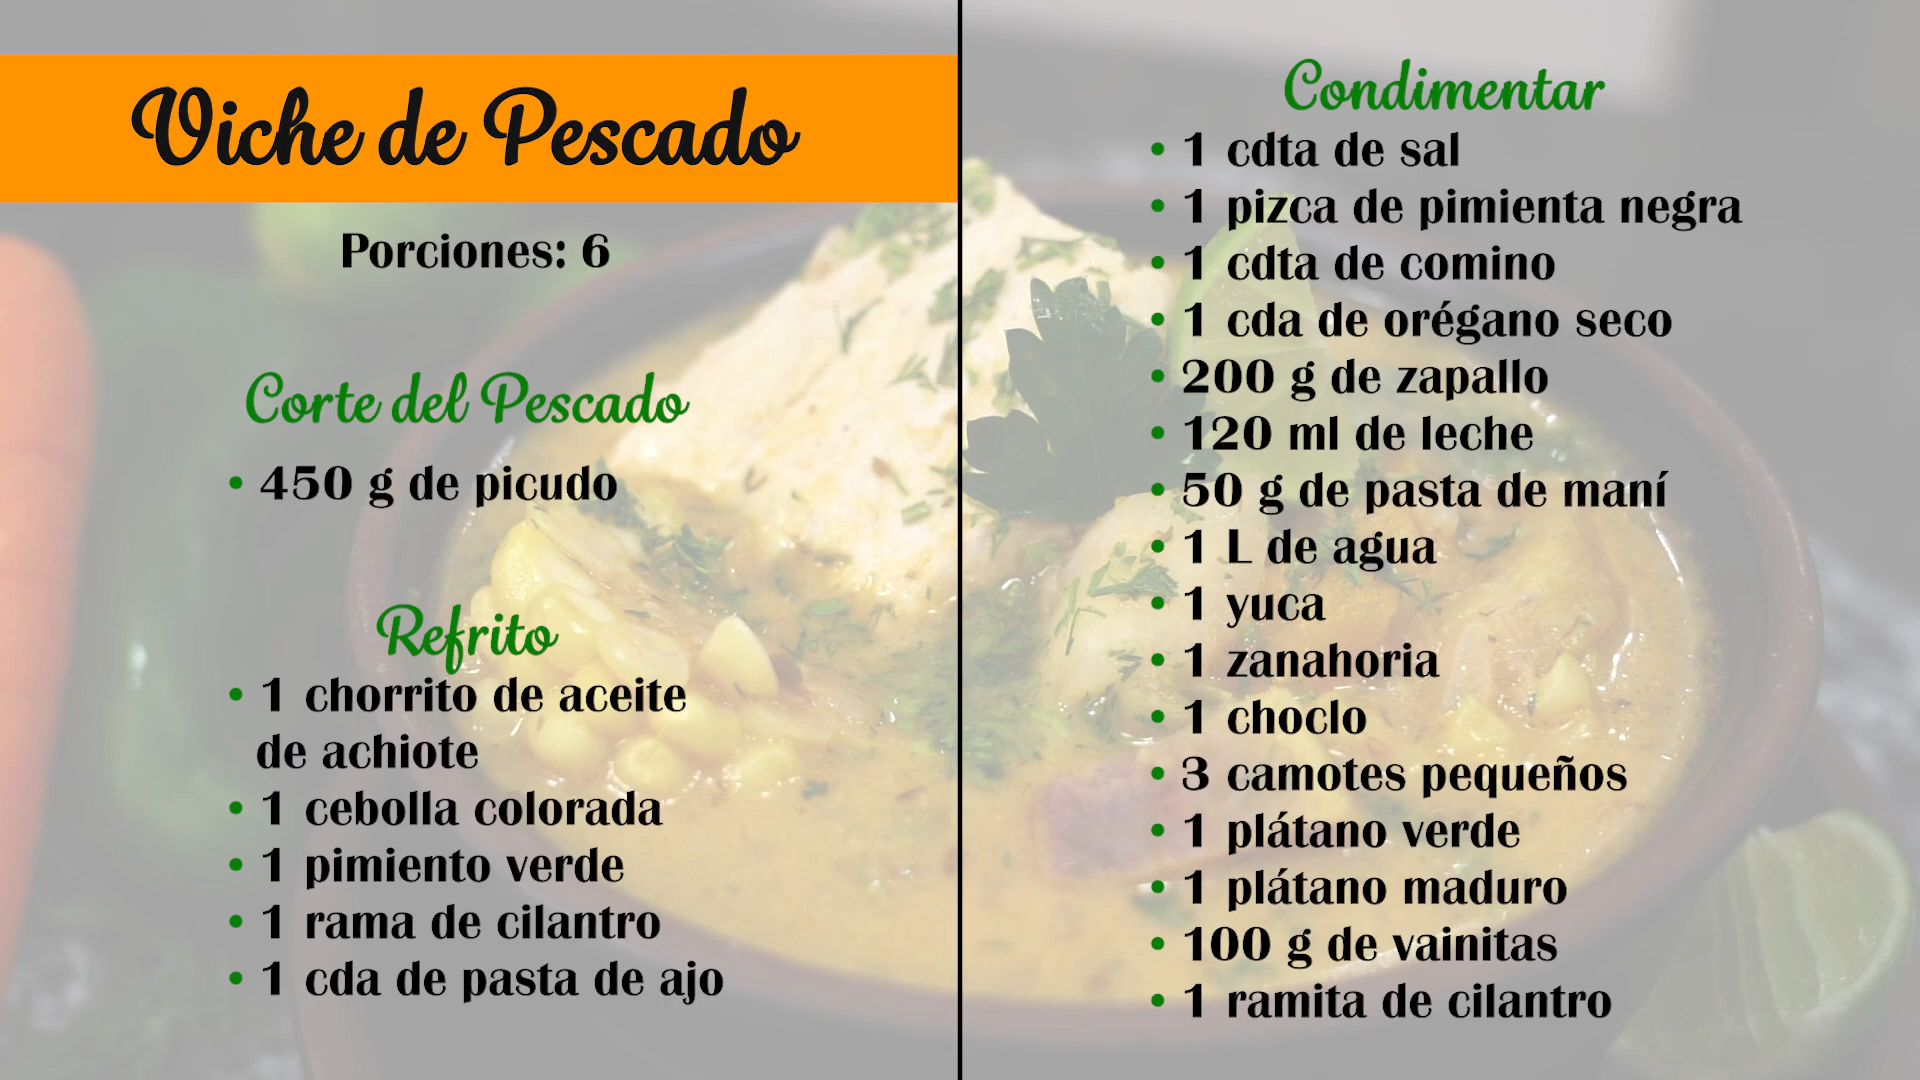 Viche de Pescado
Porciones: 6
Corte del Pescado
• 450 g de picudo
Refrito
• 1 chorrito de aceite
de achiote
• 1 cebolla colorada
• 1 pimiento verde
• 1 rama de cilantro
• 1 cda de pasta de ajo
Condimentar
• 1 cdta de sal
• 1 pizca de pimienta negra
• 1 cdta de comino
• 1 cda de orégano seco
• 200 g de zapallo
• 120 ml de leche
• 50 g de pasta de maní
• 1 L de agua
• 1 yuca
• 1 zanahoria
• 1 choclo
• 3 camotes pequeños
• 1 plátano verde
• 1 plátano maduro
• 100 g de vainitas
• 1 ramita de cilantro